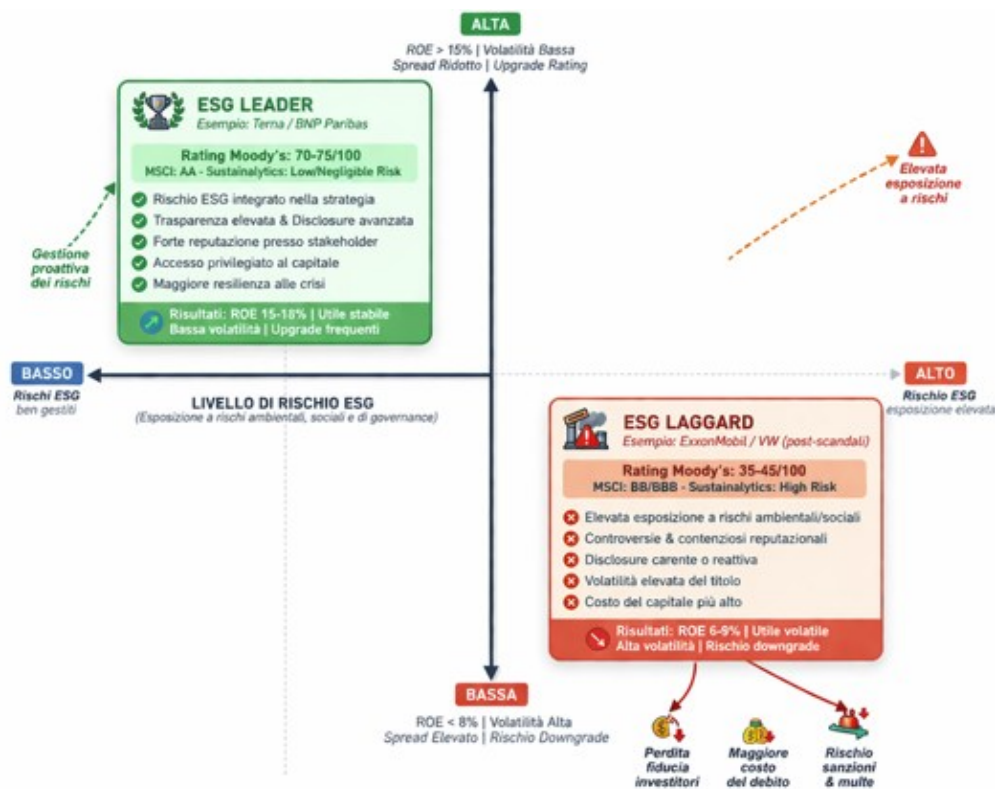 ALTA
ROE > 15% | Volatilità Bassa
Spread Ridotto | Upgrade Rating
ESG LEADER
Esempio: Terna / BNP Paribas
Rating Moody's: 70-75/100
MSCI: AA - Sustainalytics: Low/Negligible Risk
Rischio ESG integrato nella strategia
Trasparenza elevata & Disclosure avanzata
Forte reputazione presso stakeholder
Accesso privilegiato al capitale
Maggiore resilienza alle crisi
Risultati: ROE 15-18% | Utile stabile
Bassa volatilità | Upgrade frequenti
Gestione
proattiva
dei rischi
Elevata
esposizione
a rischi
BASSO
Rischi ESG
ben gestiti
LIVELLO DI RISCHIO ESG
(Esposizione a rischi ambientali, sociali e di governance)
ALTO
Rischio ESG
esposizione elevata
ESG LAGGARD
Esempio: ExxonMobil / VW (post-scandali)
Rating Moody's: 35-45/100
MSCI: BB/BBB - Sustainalytics: High Risk
Elevata esposizione a rischi ambientali/sociali
Controversie & contenziosi reputazionali
Disclosure carente o reattiva
Volatilità elevata del titolo
Costo del capitale più alto
Risultati: ROE 6-9% | Utile volatile
Alta volatilità | Rischio downgrade
BASSA
ROE < 8% | Volatilità Alta
Spread Elevato | Rischio Downgrade
Perdita
fiducia
investitori
Maggiore
costo
del debito
Rischio
sanzioni
& multe